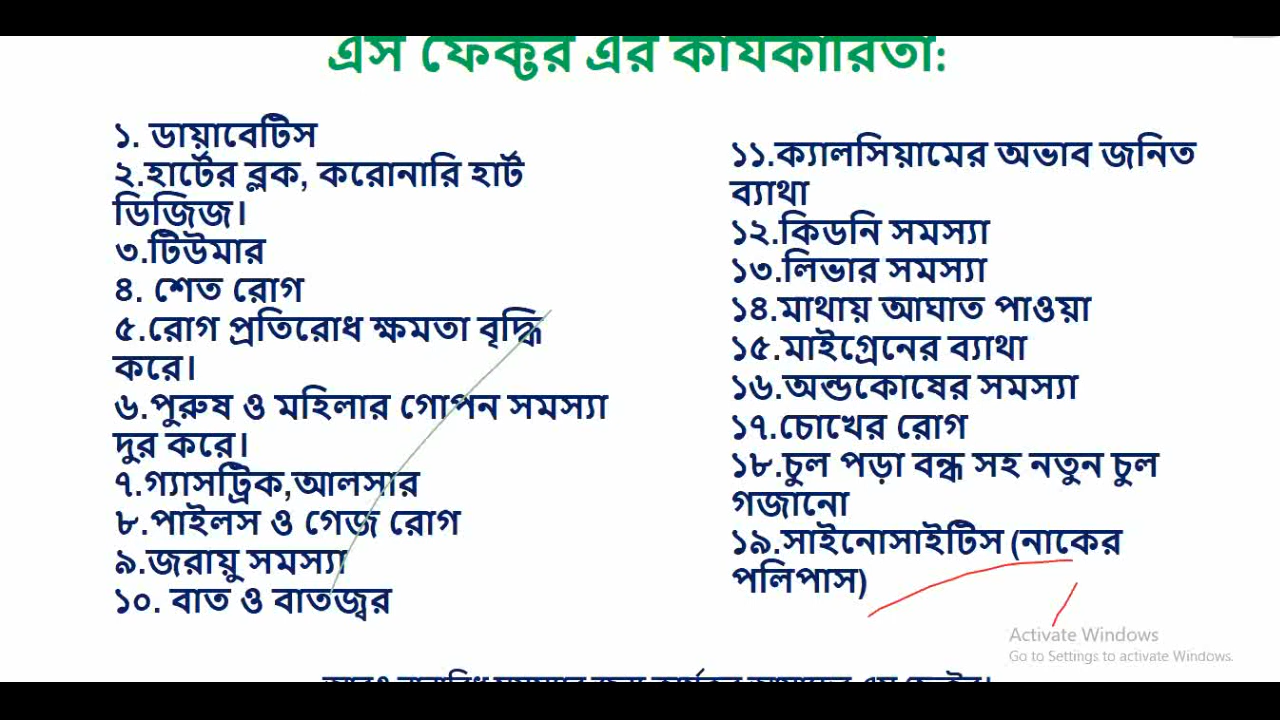 এস ফেক্টর এর কার্যকারিতা:
১. ডায়াবেটিস
২.হার্টের ব্লক, করোনারি হার্ট
ডিজিজ।
৩.টিউমার
৪. শেত রোগ
৫.রোগ প্রতিরোধ ক্ষমতা বৃদ্ধি
করে।
৬.পুরুষ ও মহিলার গোপন সমস্যা
দুর করে।
৭.গ্যাসট্রিক,আলসার
৮.পাইলস ও গেজ রোগ
৯.জরায়ু সমস্যা
১০. বাত ও বাতজ্বর
১১.ক্যালসিয়ামের অভাব জনিত
ব্যাথা
১২.কিডনি সমস্যা
১৩.লিভার সমস্যা
১৪.মাথায় আঘাত পাওয়া
১৫.মাইগ্রেনের ব্যাথা
১৬.অন্ডকোষের সমস্যা
১৭.চোখের রোগ
১৮.চুল পড়া বন্ধ সহ নতুন চুল
গজানো
১৯.সাইনোসাইটিস (নাকের
পলিপাস)
Activate Windows
Go to Settings to activate Windows.